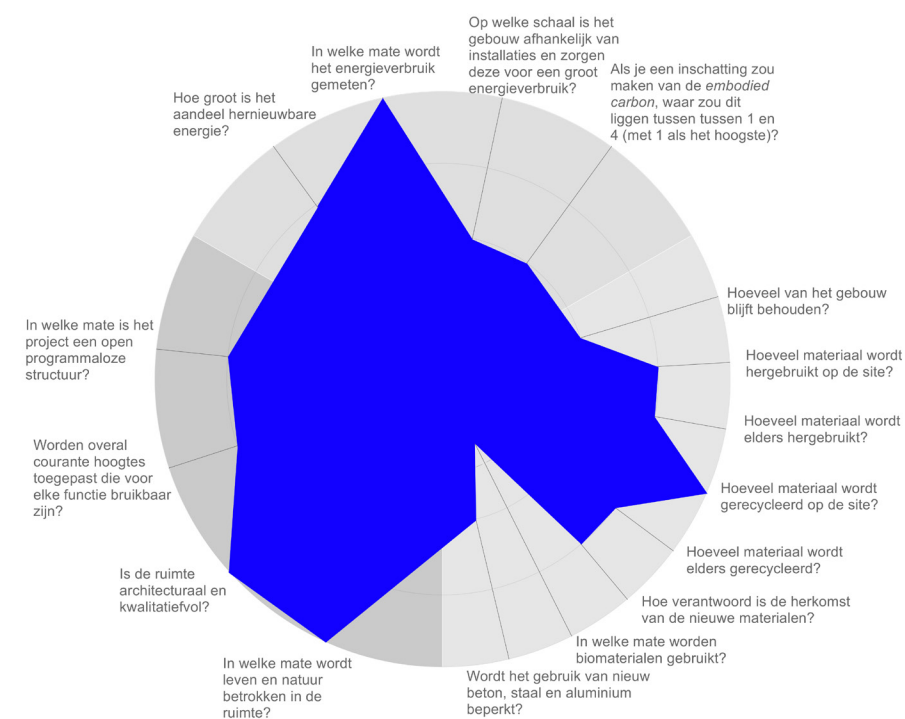 Op welke schaal is het
gebouw afhankelijk van
installaties en zorgen
deze voor een groot
energieverbruik?
Als je een inschatting zou
maken van de embodied
carbon, waar zou dit
liggen tussen tussen 1 en
4 (met 1 als het hoogste)?
Hoeveel van het gebouw
blijft behouden?
Hoeveel materiaal wordt
hergebruikt op de site?
Hoeveel materiaal wordt
elders hergebruikt?
Hoeveel materiaal wordt
gerecycleerd op de site?
Hoeveel materiaal wordt
elders gerecycleerd?
Hoe verantwoord is de herkomst
van de nieuwe materialen?
In welke mate worden
biomaterialen gebruikt?
Wordt het gebruik van nieuw
beton, staal en aluminium
beperkt?
In welke mate wordt
leven en natuur
betrokken in de
ruimte?
Is de ruimte
architecturaal en
kwalitatiefvol?
Worden overal
courante hoogtes
toegepast die voor
elke functie bruikbaar
zijn?
In welke mate is het
project een open
programmaloze
structuur?
Hoe groot is het
aandeel hernieuwbare
energie?
In welke mate wordt
het energieverbruik
gemeten?